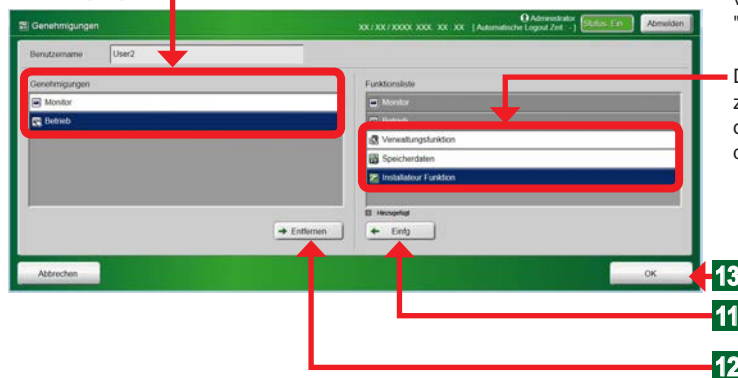 Genehmigungen
XX / XX / XXXX XXX. XX : XX [ Automatische Logout Zeit : - ]
Administrator
Status: Ein
Abmelden
Benutzername
User2
Genehmigungen
Monitor
Betrieb
Funktionsliste
Monitor
Betrieb
Verwaltungsfunktion
Speicherdaten
Installateur Funktion
Hinzugefügt
Entfernen
Einfg
Abbrechen
OK
13
11
12